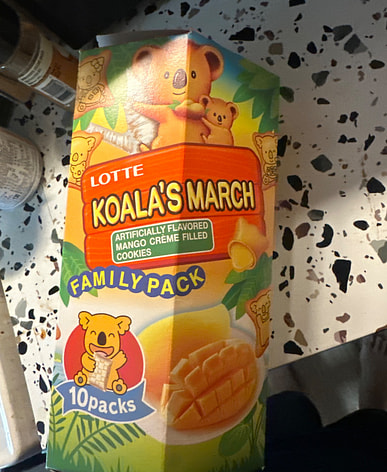 LOTTE
KOALA'S MARCH
ARTIFICIALLY FLAVORED
MANGO CRÈME FILLED
COOKIES
FAMILY PACK
10packs